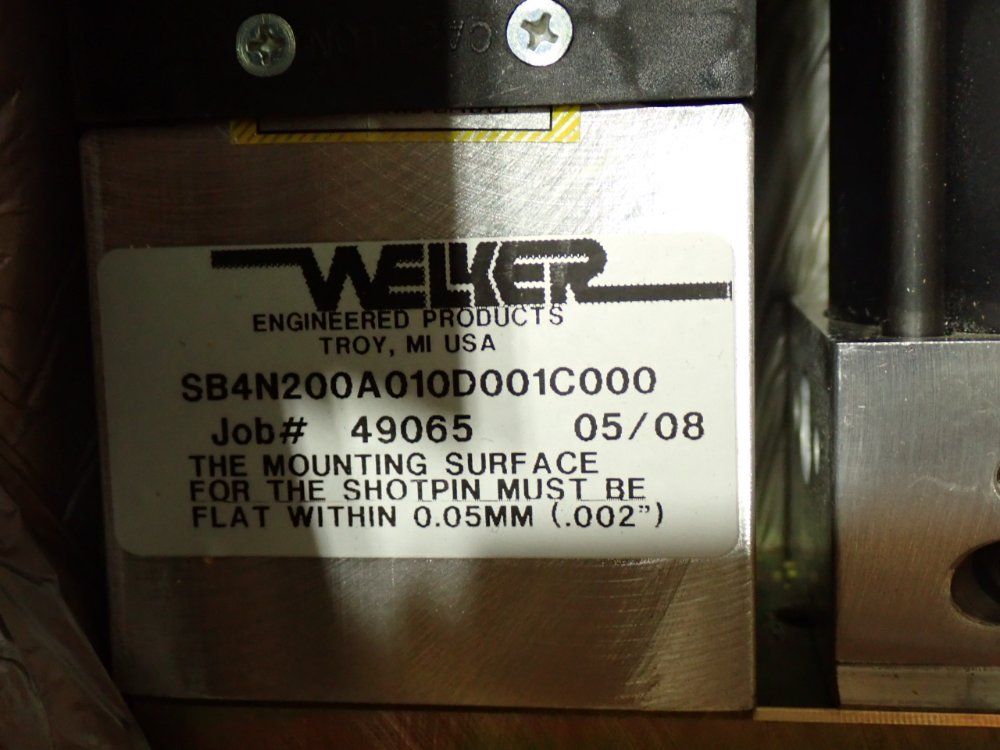 CAUTION
WELKER
ENGINEERED PRODUCTS
TROY, MI USA
SB4N200A010D001C000
Job# 49065 05/08
THE MOUNTING SURFACE
FOR THE SHOTPIN MUST BE
FLAT WITHIN 0.05MM (.002")